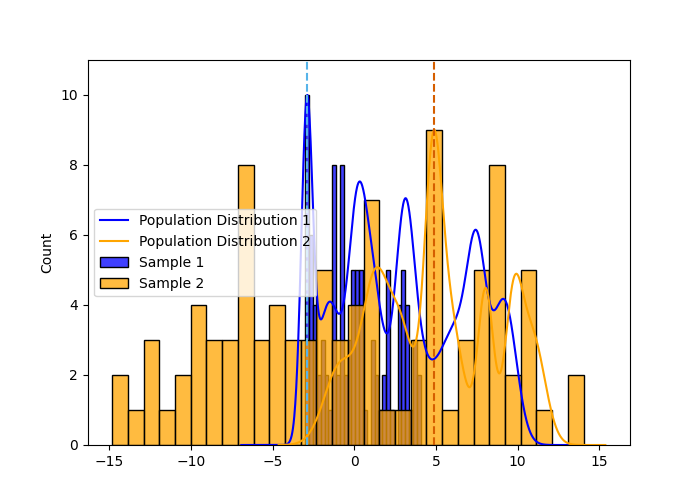 10
8
6
4
2
0
Count
Population Distribution 1
Population Distribution 2
Sample 1
Sample 2
−15
−10
−5
0
5
10
15